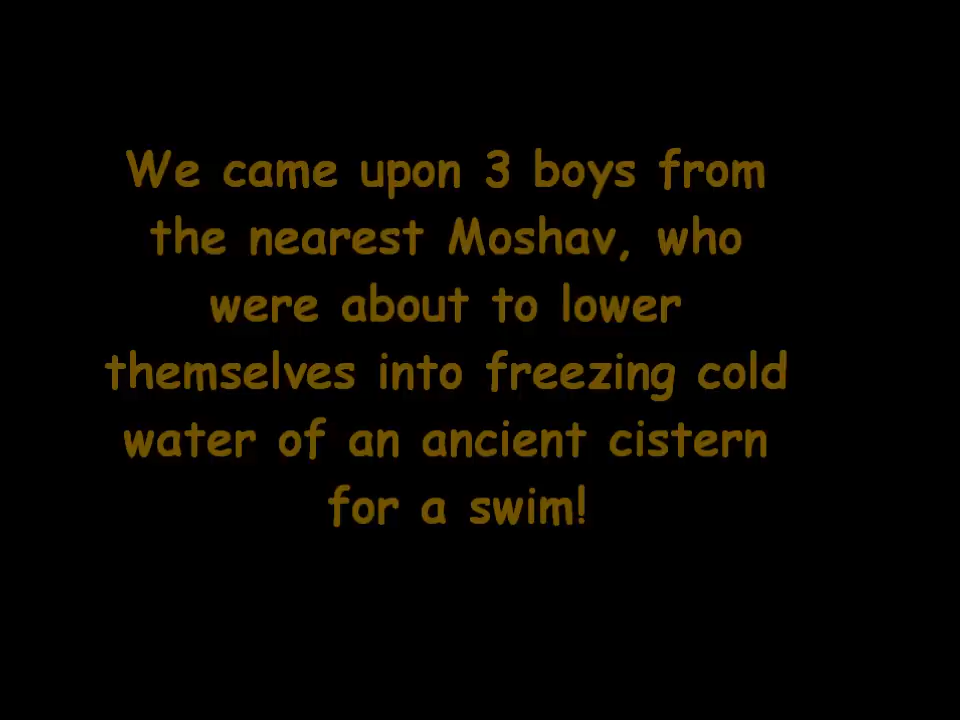 We came upon 3 boys from
the nearest Moshav, who
were about to lower
themselves into freezing cold
water of an ancient cistern
for a swim!